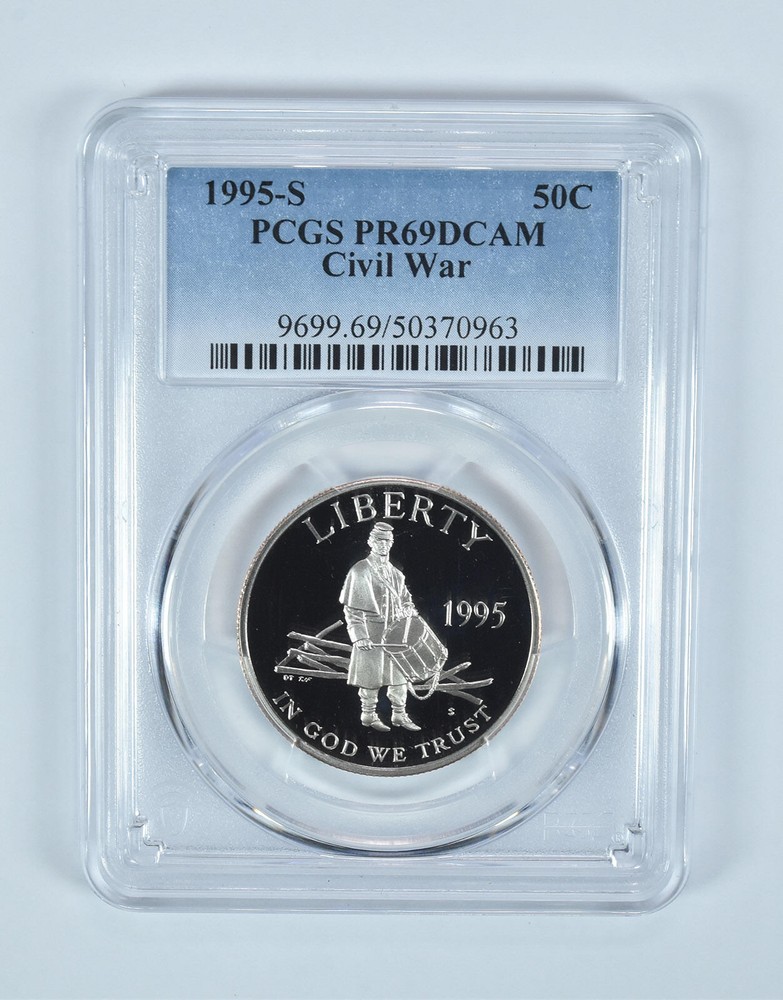 1995-S 50C
PCGS PR69DCAM
Civil War
9699.69/50370963
LIBERTY
1995
S
IN GOD WE TRUST